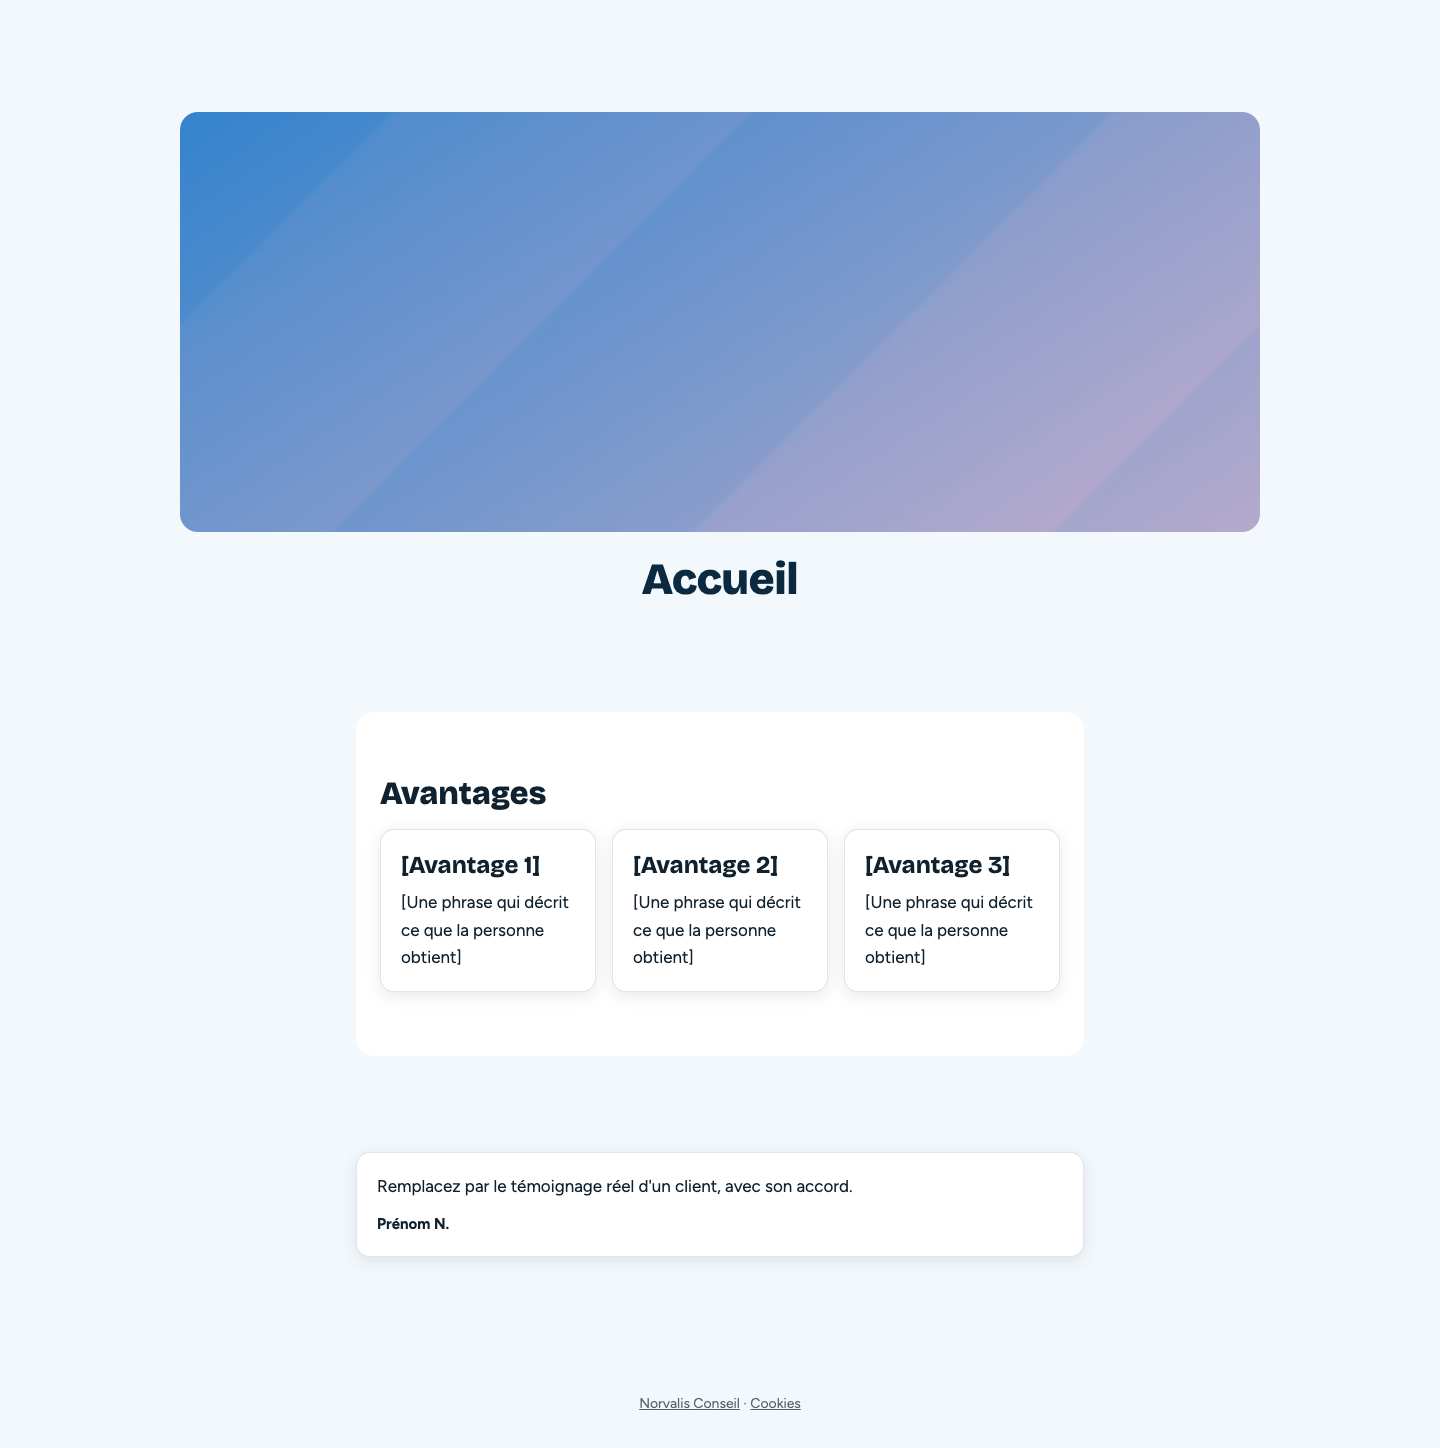 Accueil
Avantages
[Avantage 1]
[Une phrase qui décrit
ce que la personne
obtient]
[Avantage 2]
[Une phrase qui décrit
ce que la personne
obtient]
[Avantage 3]
[Une phrase qui décrit
ce que la personne
obtient]
Remplacez par le témoignage réel d'un client, avec son accord.
Prénom N.
Norvalis Conseil · Cookies